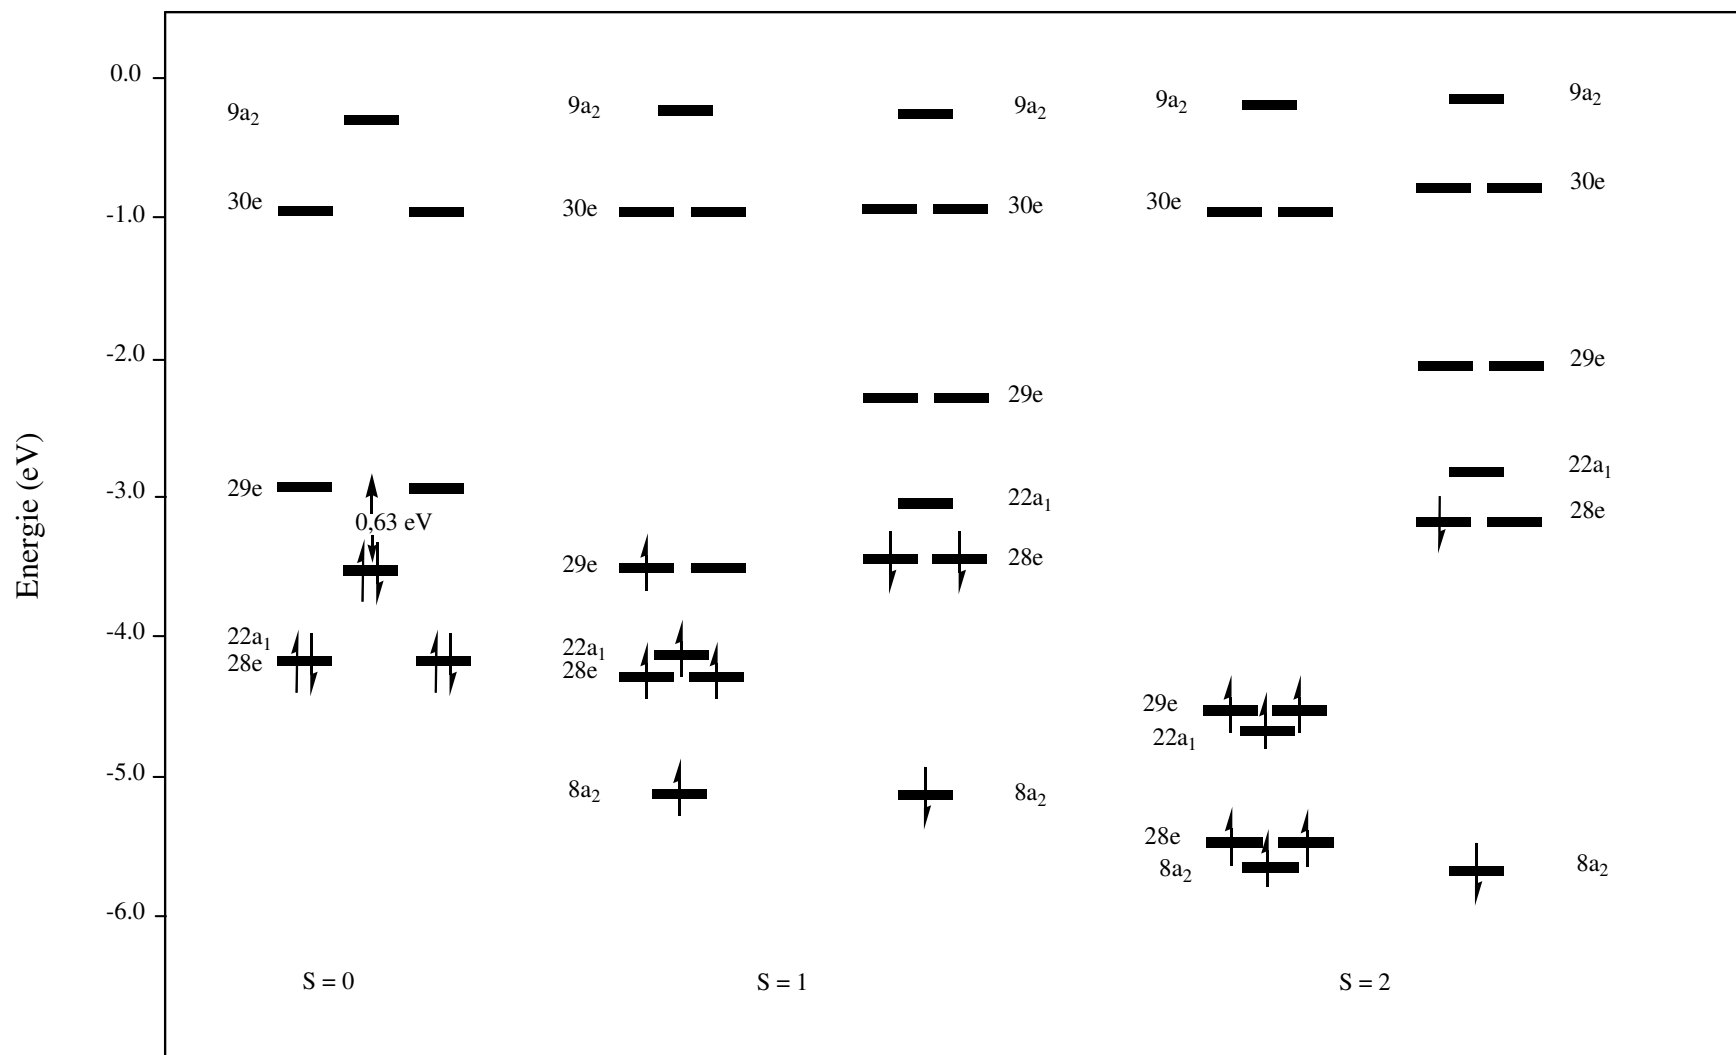 0.0
-1.0
-2.0
-3.0
-4.0
-5.0
-6.0
Energie (eV)
9a2
30e
29e
0,63 eV
22a1
28e
S = 0
9a2
30e
29e
22a1
28e
8a2
9a2
30e
29e
22a1
28e
8a2
S = 1
9a2
30e
29e
22a1
28e
8a2
9a2
30e
29e
22a1
28e
8a2
S = 2